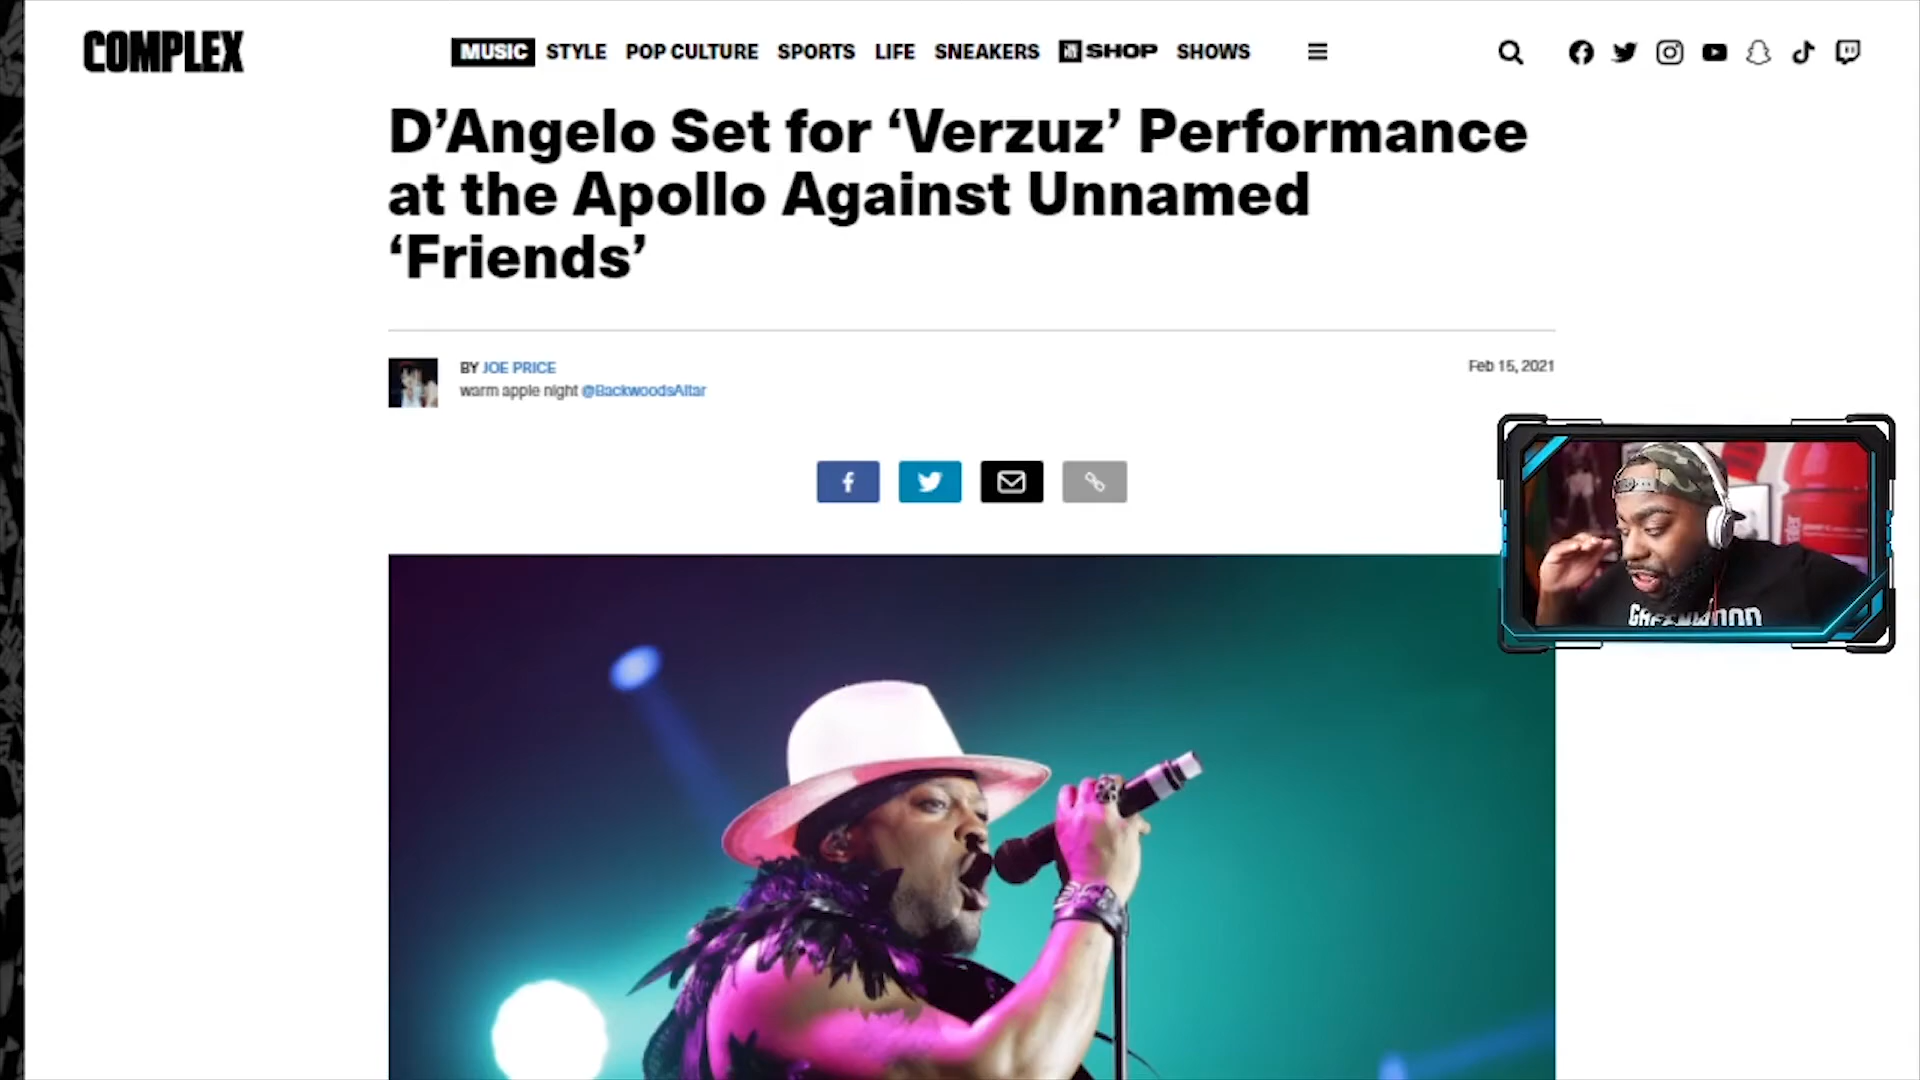 COMPLEX
MUSIC STYLE POP CULTURE SPORTS LIFE SNEAKERS SHOP SHOWS
D’Angelo Set for ‘Verzuz’ Performance
at the Apollo Against Unnamed
‘Friends’
BY JOE PRICE
Feb 15, 2021
warm apple night @BackwoodsAltar
GREENWOOD